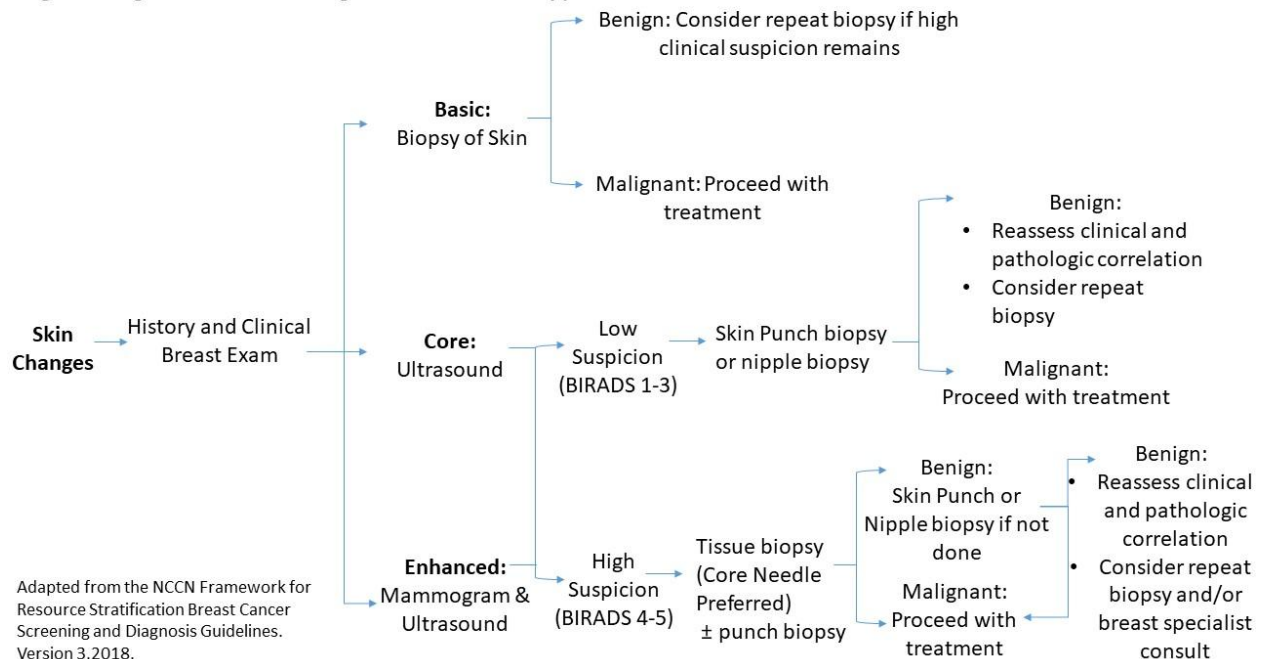 Skin
Changes
History and Clinical
Breast Exam
Basic:
Biopsy of Skin
Benign: Consider repeat biopsy if high
clinical suspicion remains
Malignant: Proceed with
treatment
Core:
Ultrasound
Low
Suspicion
(BIRADS 1-3)
Skin Punch biopsy
or nipple biopsy
Benign:
• Reassess clinical and
pathologic correlation
• Consider repeat
biopsy
Malignant:
Proceed with treatment
Enhanced:
Mammogram &
Ultrasound
High
Suspicion
(BIRADS 4-5)
Tissue biopsy
(Core Needle
Preferred)
± punch biopsy
Benign:
Skin Punch or
Nipple biopsy if not
done
Malignant:
Proceed with
treatment
Benign:
• Reassess clinical
and pathologic
correlation
• Consider repeat
biopsy and/or
breast specialist
consult
Adapted from the NCCN Framework for
Resource Stratification Breast Cancer
Screening and Diagnosis Guidelines.
Version 3.2018.